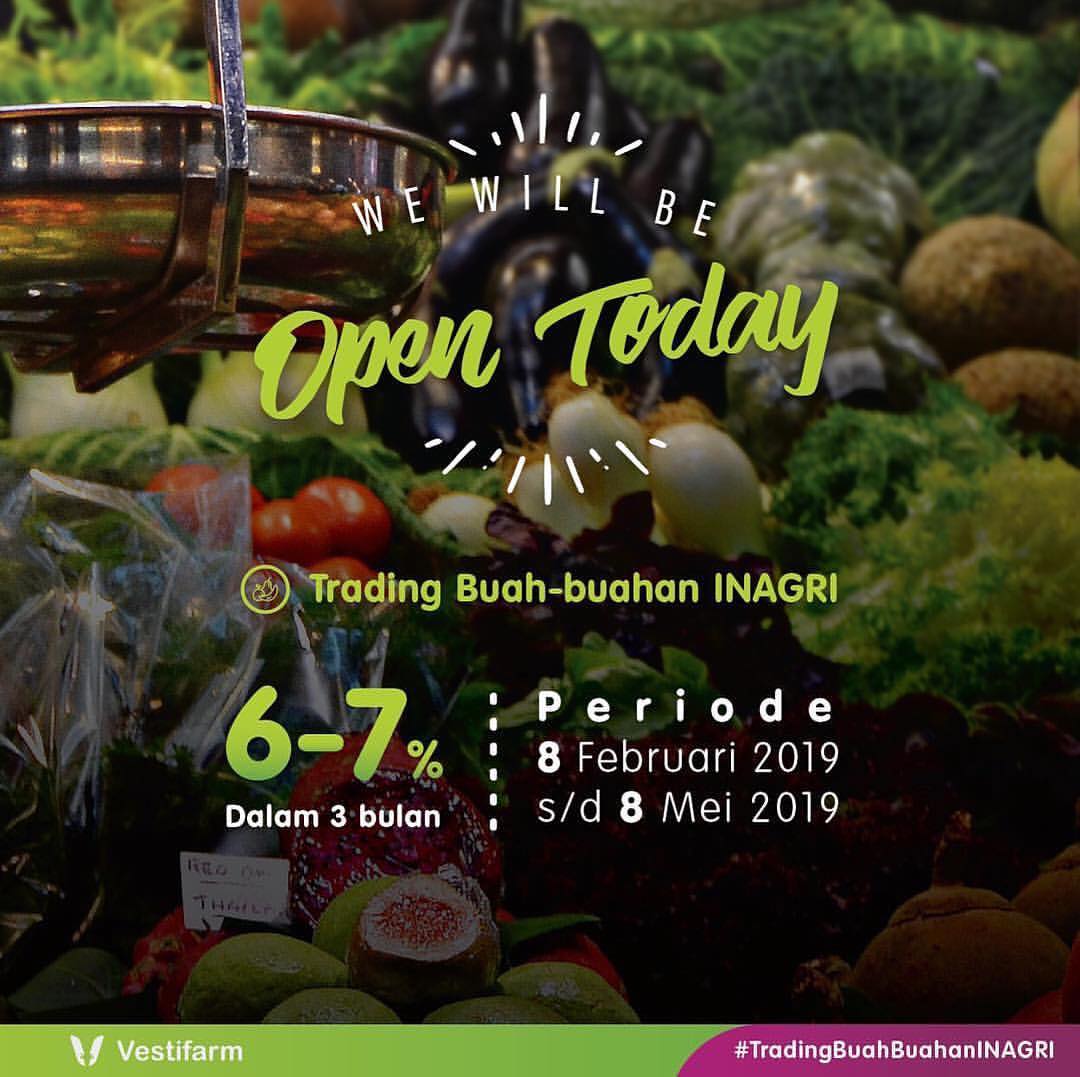 WE WILL BE
Open Today
Trading Buah-buahan INAGRI
6-7%
Dalam 3 bulan
Periode
8 Februari 2019
s/d 8 Mei 2019
Vestifarm
#TradingBuahBuahanINAGRI